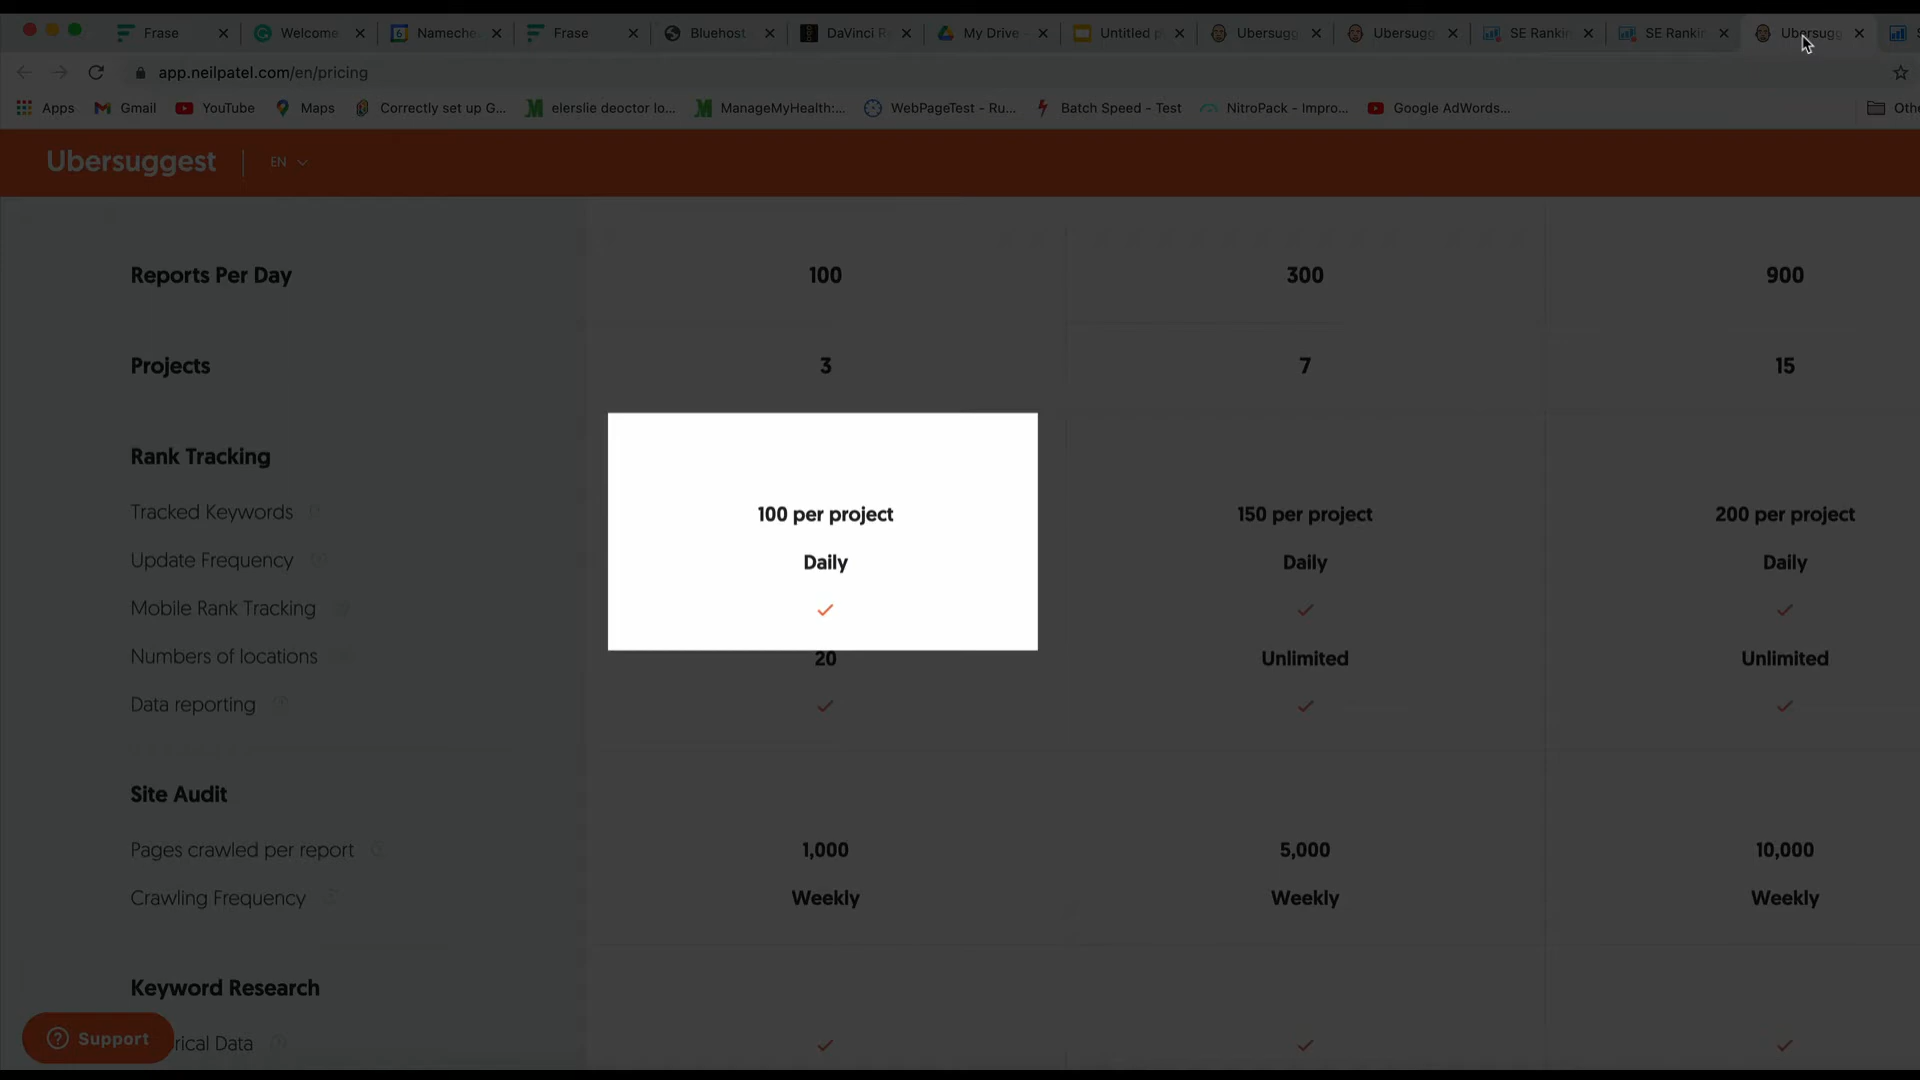 Frase
Welcome
Nameche
Frase
Bluehost
DaVinci R
My Drive
Untitled p
Ubersugg
Ubersugg
SE Rankin
SE Rankin
Ubersugg
app.neilpatel.com/en/pricing
Apps
Gmail
YouTube
Maps
Correctly set up G...
elerslie deoctor lo...
ManageMyHealth:...
WebPageTest - Ru...
Batch Speed - Test
NitroPack - Impro...
Google AdWords...
Othe
Ubersuggest
EN
Reports Per Day 100 300 900
Projects 3 7 15
Rank Tracking
Tracked Keywords 100 per project 150 per project 200 per project
Update Frequency Daily Daily Daily
Mobile Rank Tracking
Numbers of locations 20 Unlimited Unlimited
Data reporting
Site Audit
Pages crawled per report 1,000 5,000 10,000
Crawling Frequency Weekly Weekly Weekly
Keyword Research
rical Data
Support